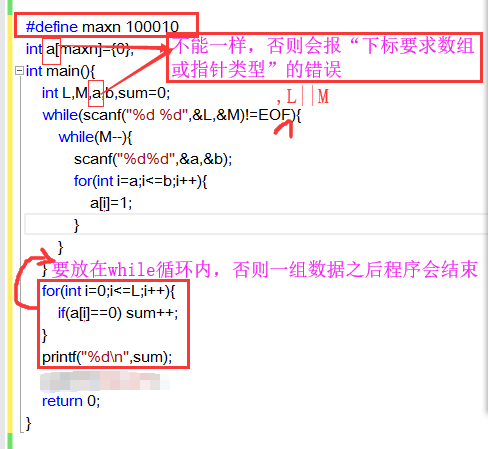 #define maxn 100010
int a[maxn]={0};
不能一样，否则会报“下标要求数组
或指针类型”的错误
int main(){
int L,M,a,b,sum=0;
,L||M
while(scanf("%d %d",&L,&M)!=EOF){
while(M--){
scanf("%d%d",&a,&b);
for(int i=a;i<=b;i++){
a[i]=1;
}
}
} 要放在while循环内，否则一组数据之后程序会结束
for(int i=0;i<=L;i++){
if(a[i]==0) sum++;
}
printf("%d\n",sum);
return 0;
}